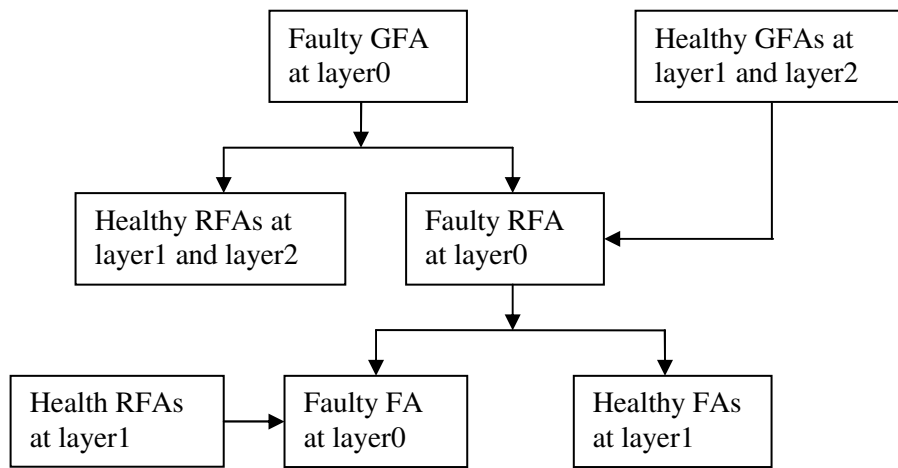 Faulty GFA
at layer0
Healthy GFAs at
layer1 and layer2
Healthy RFAs at
layer1 and layer2
Faulty RFA
at layer0
Health RFAs
at layer1
Faulty FA
at layer0
Healthy FAs
at layer1